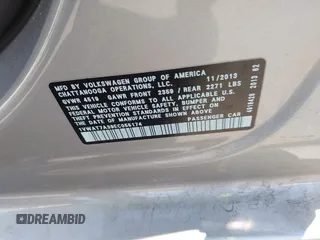 MFD BY VOLKSWAGEN GROUP OF AMERICA 11/2013
CHATTANOOGA OPERATIONS, LLC.
GVWR 4519 GAWR FRONT 2369 REAR 2271 LBS
THIS VEHICLE CONFORMS TO ALL APPLICABLE
FEDERAL MOTOR VEHICLE SAFETY, BUMPER AND
THEFT PREVENTION STANDARDS IN EFFECT ON
THE DATE OF MANUFACTURE SHOWN ABOVE.
PASSENGER CAR